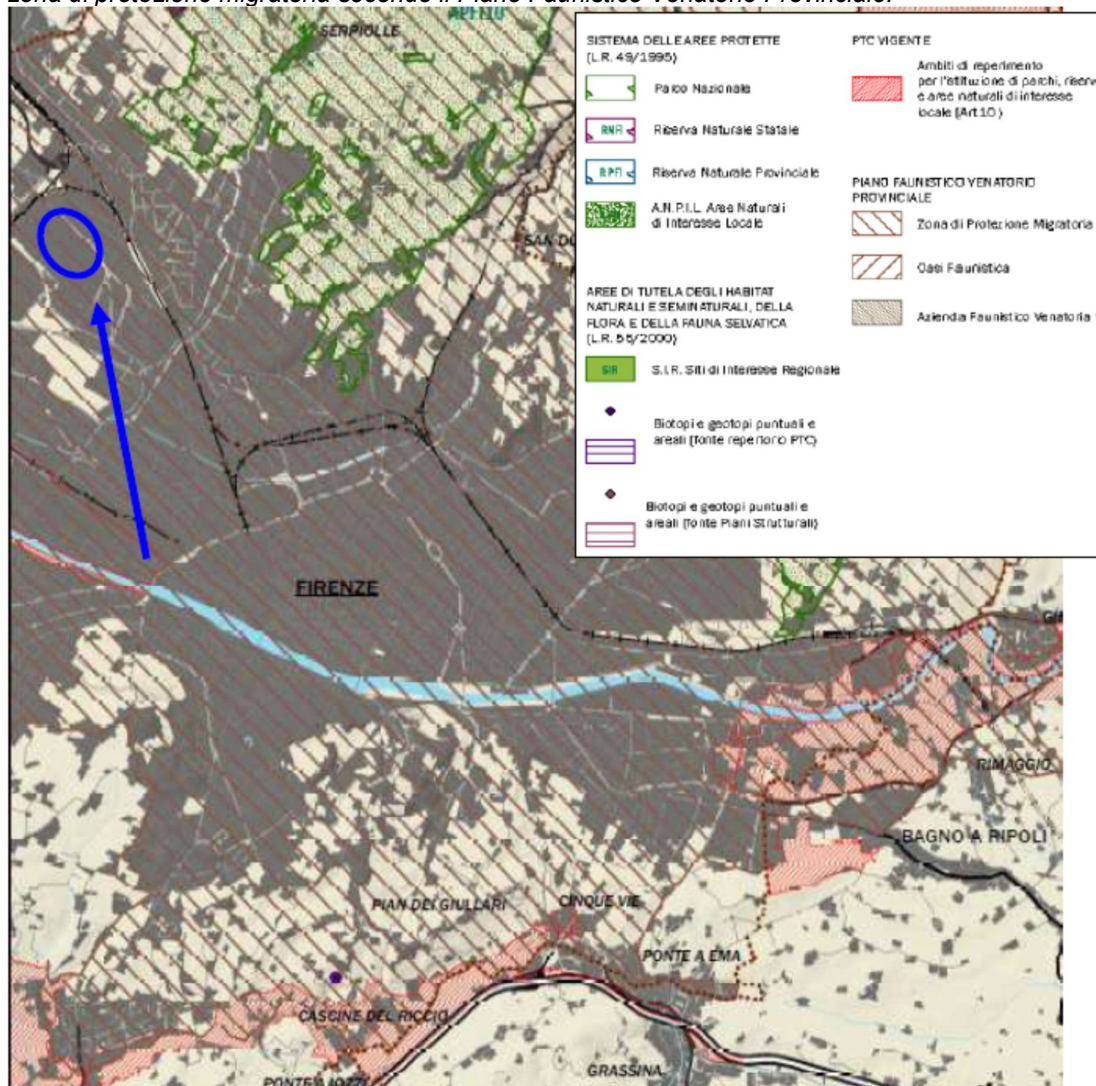 zona di protezione migratoria secondo il Piano Faunistico Venatorio Provinciale.
SERPIOLLE
SISTEMA DELLE AREE PROTETTE
(L.R. 49/1995)
Parco Nazionale
Riserva Naturale Statale
Riserva Naturale Provinciale
A.N.P.I.L. Aree Naturali
di Interesse Locale
AREE DI TUTELA DEGLI HABITAT
NATURALI E SEMINATURALI, DELLA
FLORA E DELLA FAUNA SELVATICA
(L.R. 56/2000)
SIR
S.I.R. Siti di Interesse Regionale
Biotopi e geotopi puntuali e
areali (fonte repertorio PTC)
Biotopi e geotopi puntuali e
areali (fonte Piani Strutturali)
PTC VIGENTE
Ambiti di reperimento
per l'istituzione di parchi, riserv
e aree naturali di interesse
locale (Art.10)
PIANO FAUNISTICO VENATORIO
PROVINCIALE
Zona di Protezione Migratoria
Oasi Faunistica
Azienda Faunistico Venatoria
SAN DO
FIRENZE
RIMAGGIO
BAGNO A RIPOLI
PIAN DEI GIULLARI
CINQUE VIE
PONTE A EMA
CASCINE DEL RICCIO
GRASSINA
PONTE A IOZZI